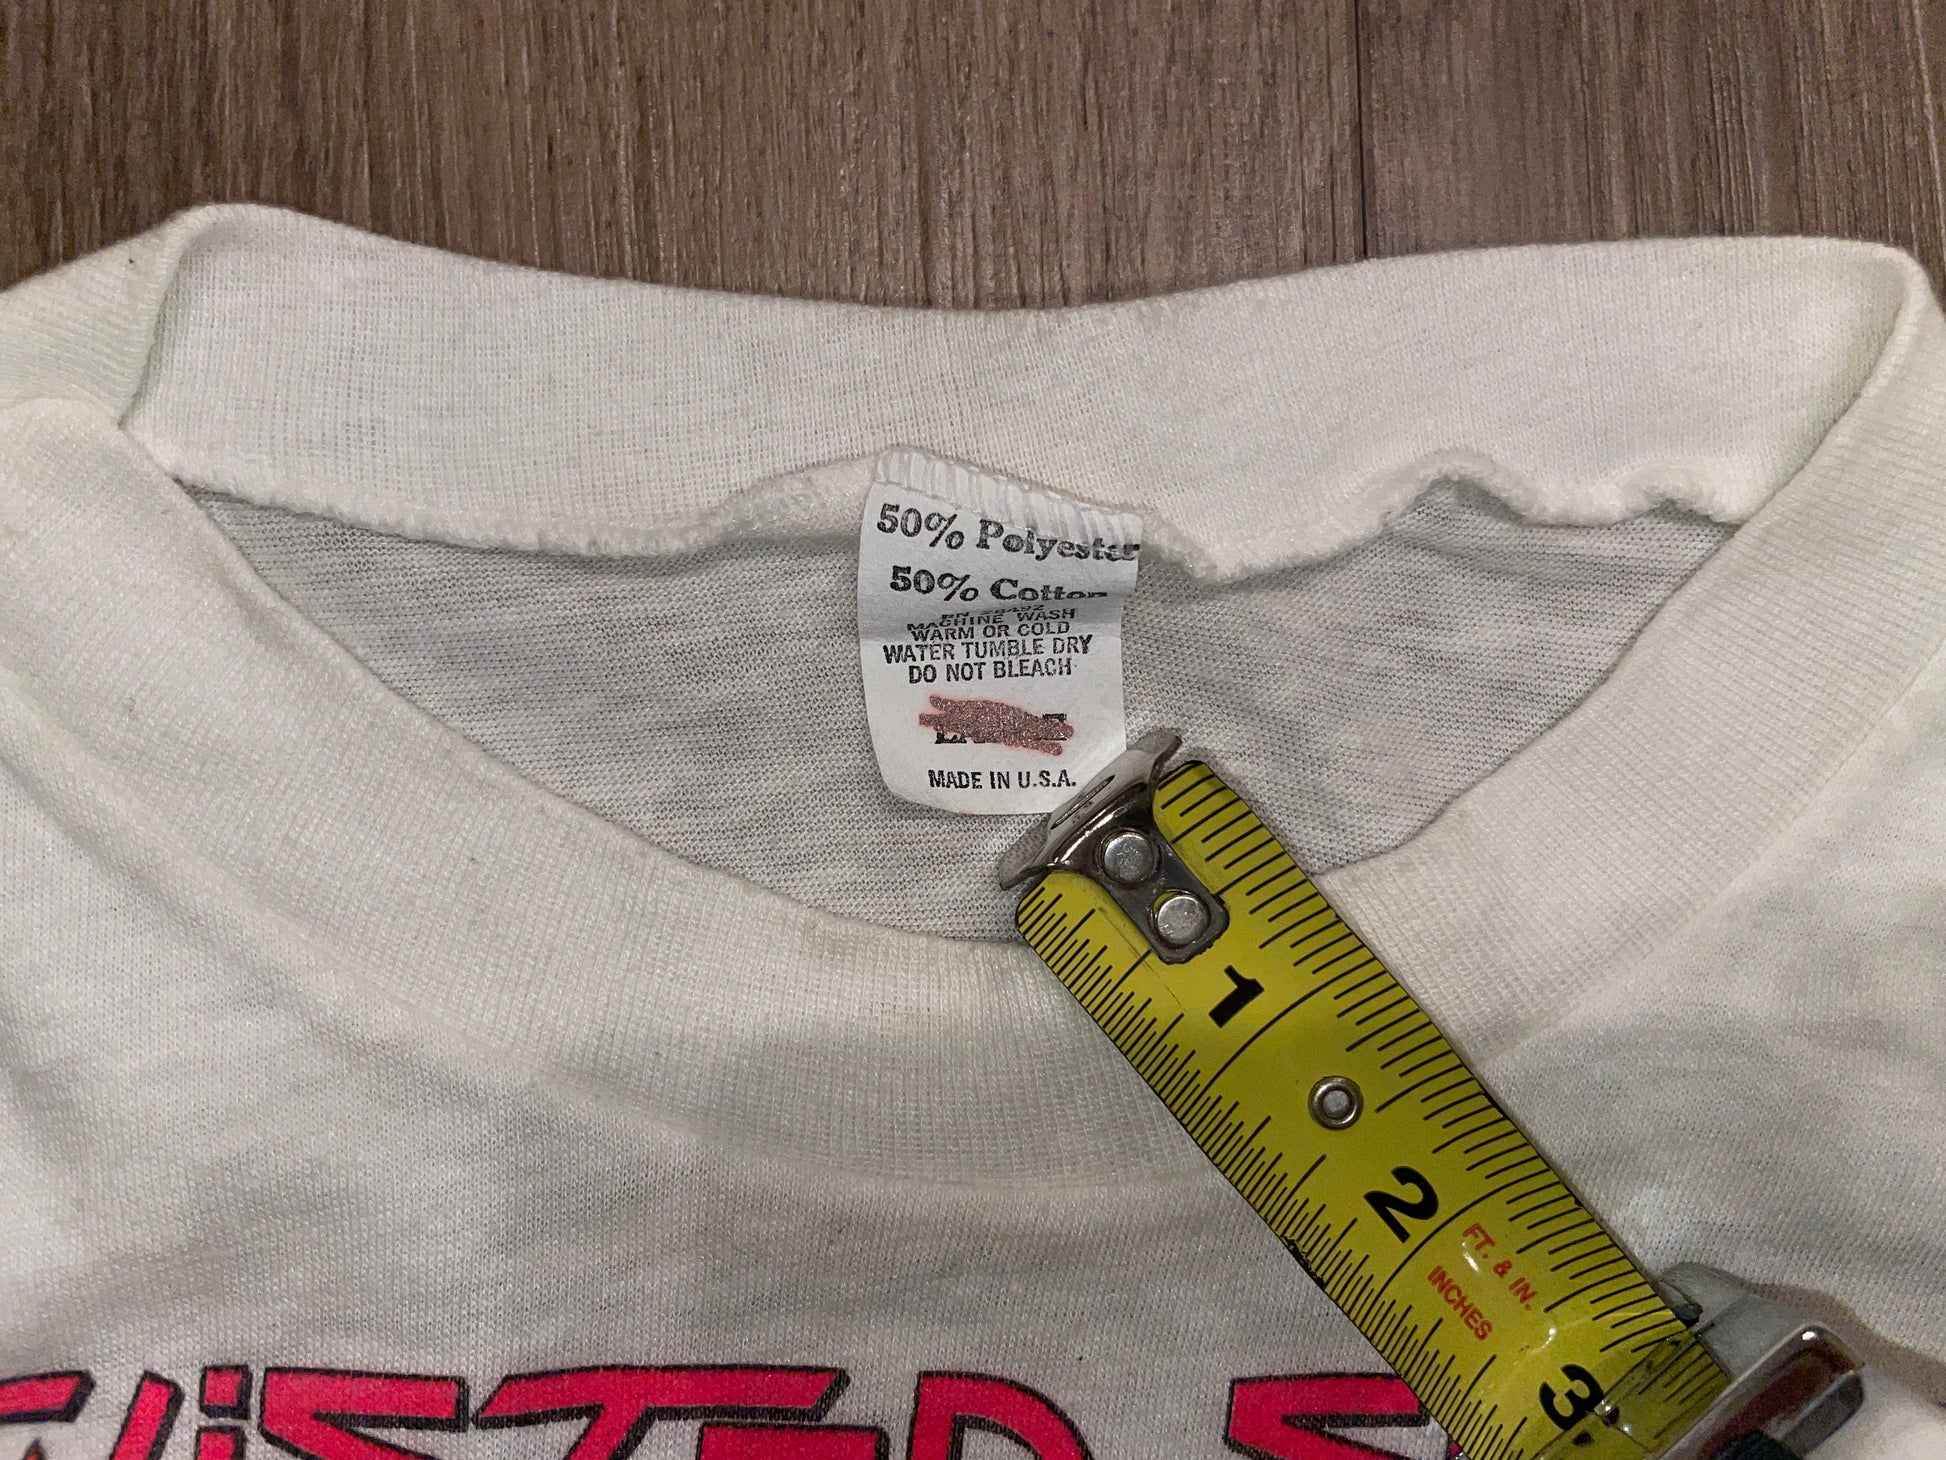 50% Polyester
50% Cotton
MACHINE WASH
WARM OR COLD
WATER TUMBLE DRY
DO NOT BLEACH
MADE IN U.S.A.
1
2
FT. & IN.
INCHES
3